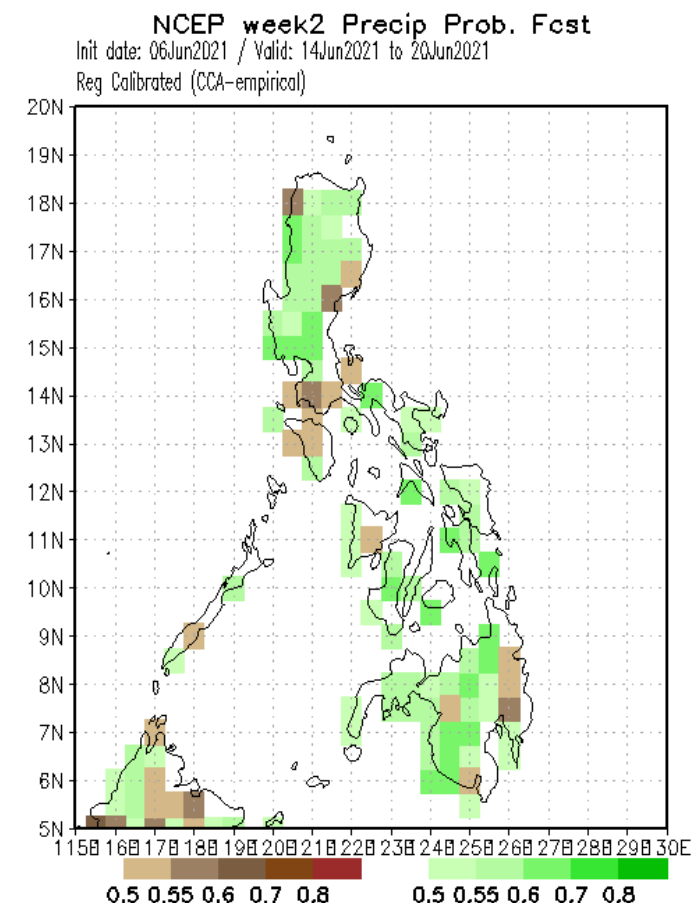 NCEP week2 Precip Prob. Fcst
Init date: 06Jun2021 / Valid: 14Jun2021 to 20Jun2021
Reg Calibrated (CCA-empirical)
20N
19N
18N
17N
16N
15N
14N
13N
12N
11N
10N
9N
8N
7N
6N
5N
115E 116E 117E 118E 119E 120E 121E 122E 123E 124E 125E 126E 127E 128E 129E 130E
0.5 0.55 0.6 0.7 0.8 0.5 0.55 0.6 0.7 0.8